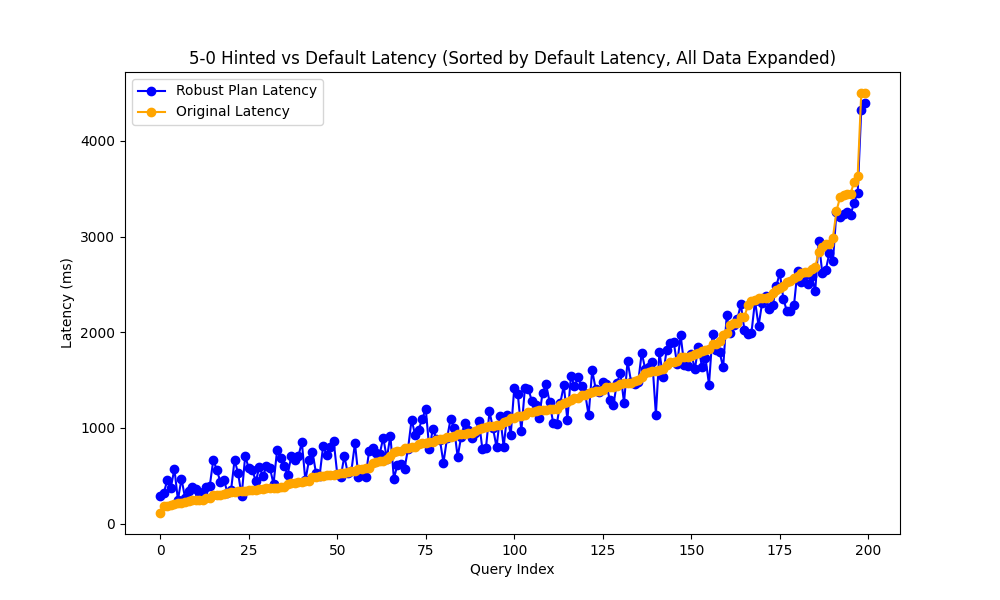 5-0 Hinted vs Default Latency (Sorted by Default Latency, All Data Expanded)
Robust Plan Latency
Original Latency
4000
3000
2000
1000
0
Latency (ms)
0 25 50 75 100 125 150 175 200
Query Index